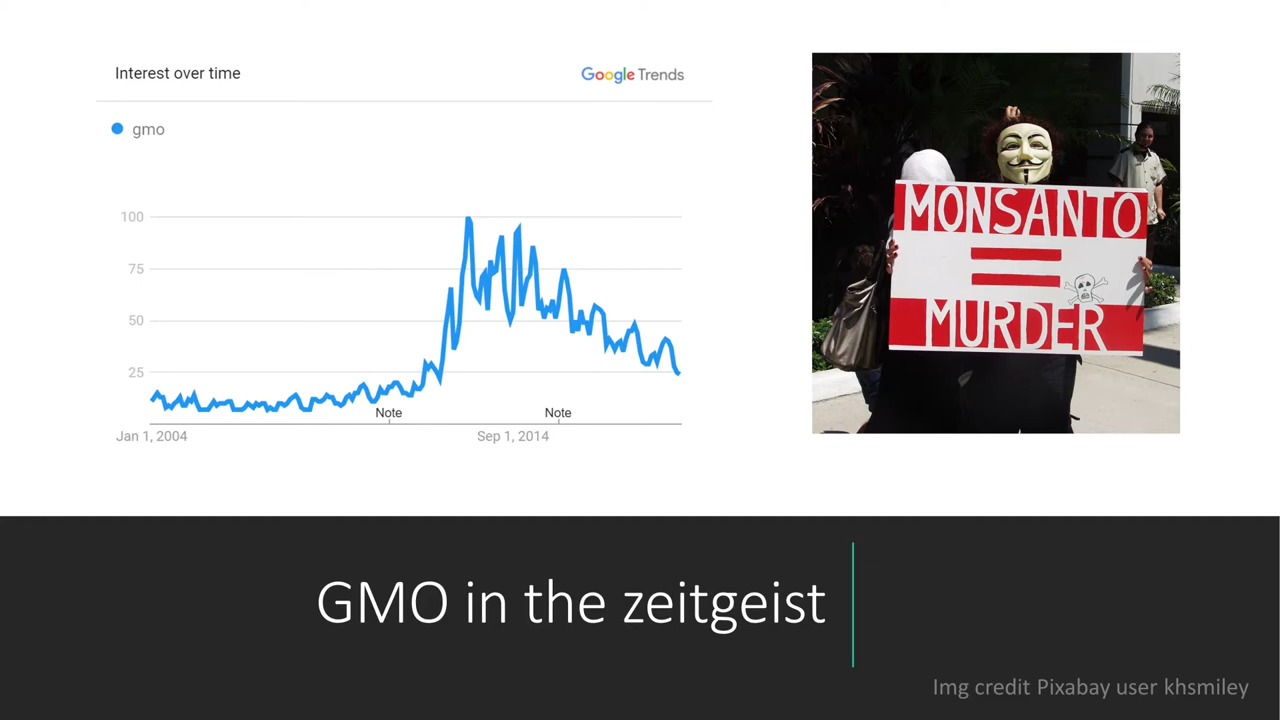 Interest over time
Google Trends
gmo
100
75
50
25
Note
Note
Jan 1, 2004
Sep 1, 2014
MONSANTO
=
MURDER
GMO in the zeitgeist
Img credit Pixabay user khsmiley